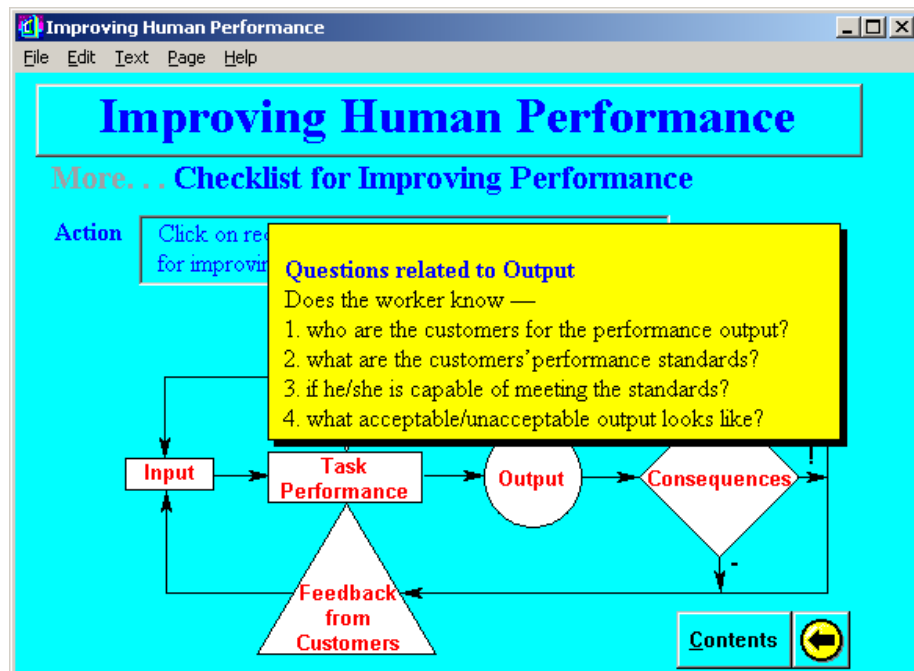 Improving Human Performance
File Edit Text Page Help
Improving Human Performance
More. . . Checklist for Improving Performance
Action
Click on
for
Questions related to Output
Does the worker know —
1. who are the customers for the performance output?
2. what are the customers' performance standards?
3. if he/she is capable of meeting the standards?
4. what acceptable/unacceptable output looks like?
Input
Task
Performance
Output
Consequences
-
Feedback
from
Customers
Contents